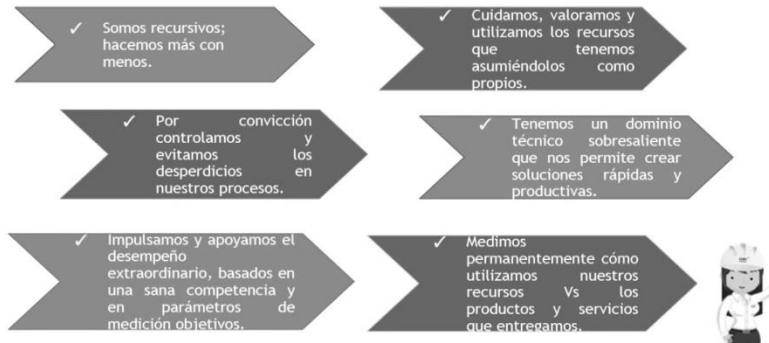 ✓ Somos recursivos;
hacemos más con
menos.
✓ Cuidamos, valoramos y
utilizamos los recursos
que tenemos
asumiéndolos como
propios.
✓ Por convicción
controlamos y
evitamos los
desperdicios en
nuestros procesos.
✓ Tenemos un dominio
técnico sobresaliente
que nos permite crear
soluciones rápidas y
productivas.
✓ Impulsamos y apoyamos el
desempeño
extraordinario, basados en
una sana competencia y
en parámetros de
medición objetivos.
✓ Medimos
permanentemente cómo
utilizamos nuestros
recursos Vs los
productos y servicios
que entregamos.